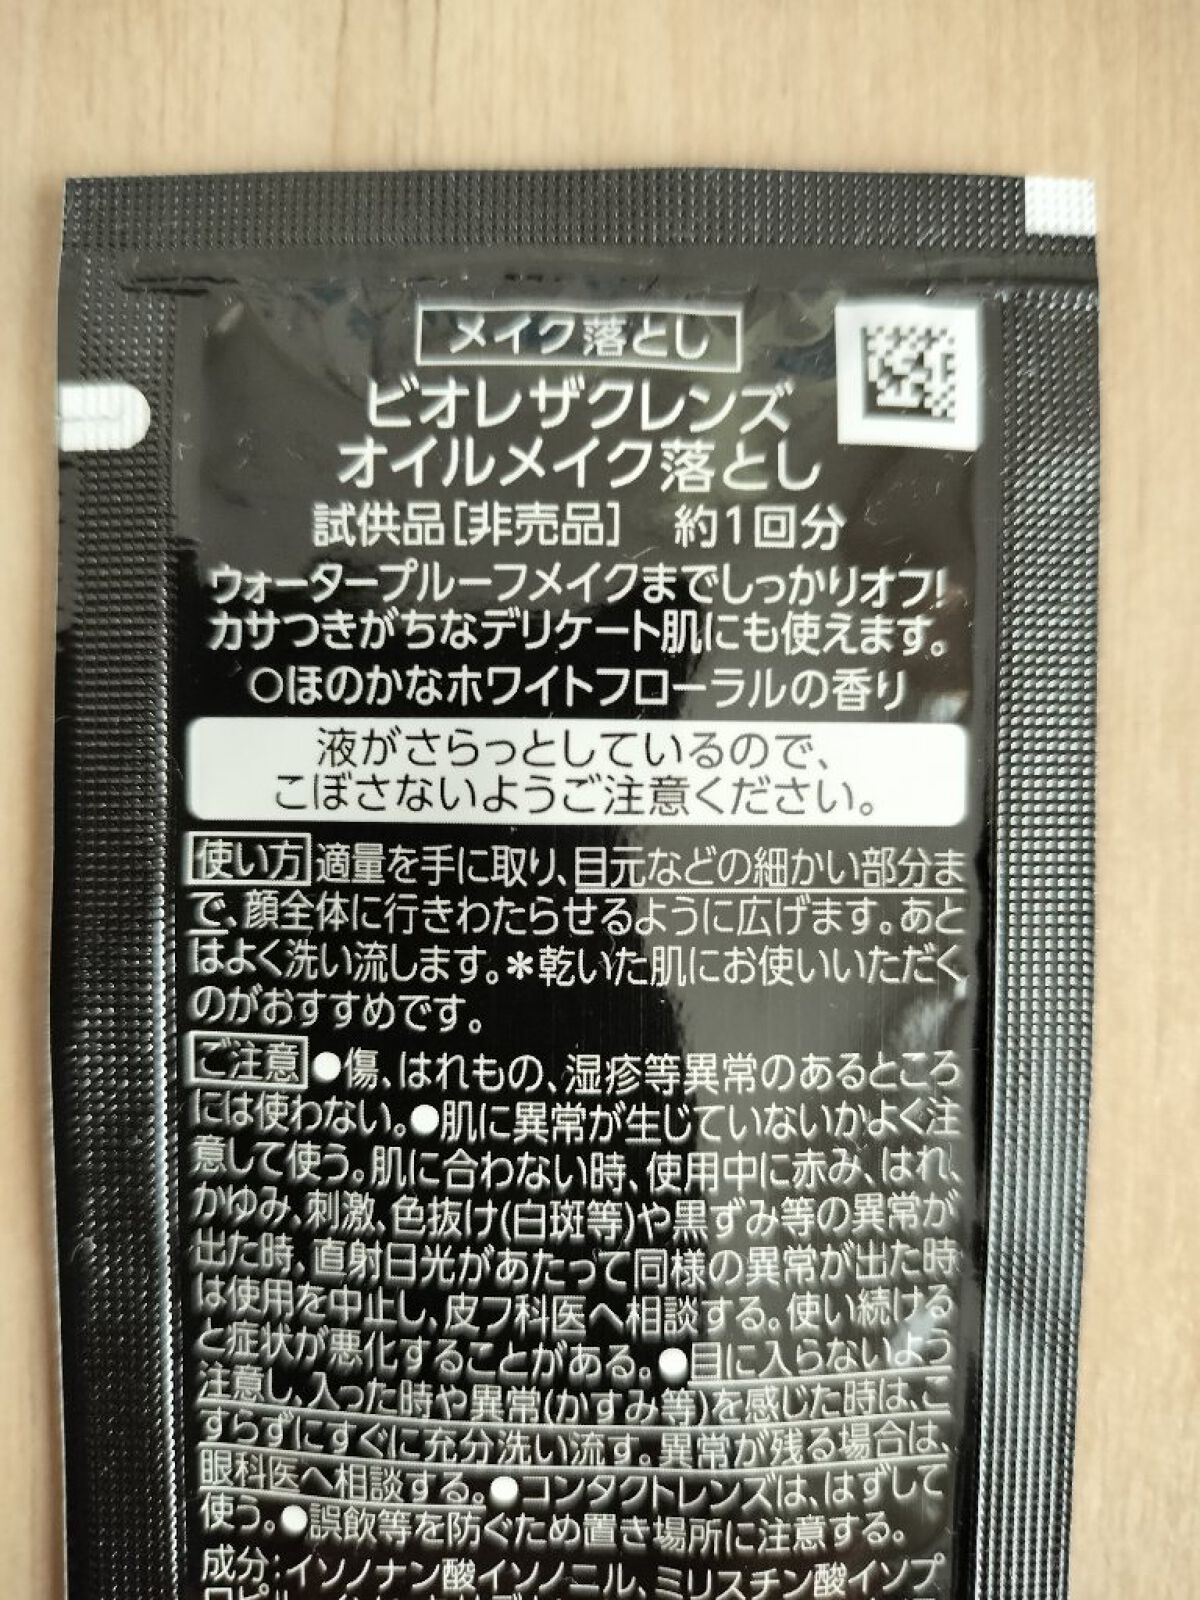 メイク落とし
ビオレザクレンズ
オイルメイク落とし
試供品[非売品] 約1回分
ウォータープルーフメイクまでしっかりオフ!
カサつきがちなデリケート肌にも使えます。
○ほのかなホワイトフローラルの香り
液がさらっとしているので、
こぼさないようご注意ください。
使い方 適量を手に取り、目元などの細かい部分ま
で、顔全体に行きわたらせるように広げます。あと
はよく洗い流します。＊乾いた肌にお使いいただく
のがおすすめです。
ご注意 ●傷、はれもの、湿疹等異常のあるところ
には使わない。●肌に異常が生じていないかよく注
意して使う。肌に合わない時、使用中に赤み、はれ、
かゆみ、刺激、色抜け(白斑等)や黒ずみ等の異常が
出た時、直射日光があたって同様の異常が出た時
は使用を中止し、皮フ科医へ相談する。使い続ける
と症状が悪化することがある。●目に入らないよう
注意し、入った時や異常(かすみ等)を感じた時は、こ
すらずにすぐに充分洗い流す。異常が残る場合は、
眼科医へ相談する。●コンタクトレンズは、はずして
使う。●誤飲等を防ぐため置き場所に注意する。
成分：イソノナン酸イソノニル、ミリスチン酸イソプ